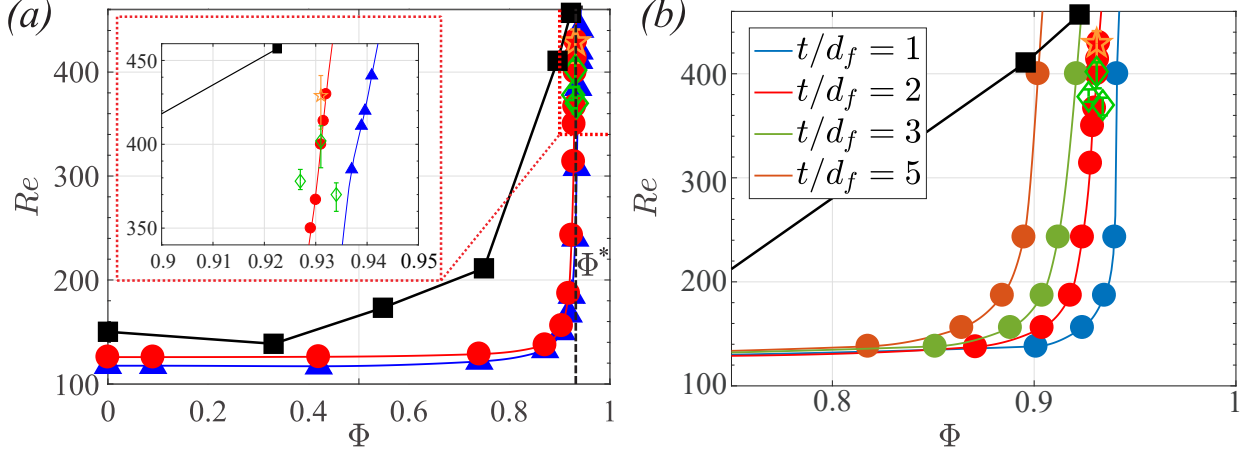 (a)
Re
400
300
200
100
0
0.2
0.4
0.6
0.8
1
Φ
Φ*
450
400
350
0.9
0.91
0.92
0.93
0.94
0.95
(b)
Re
400
300
200
100
0.8
0.9
1
Φ
t/d_f = 1
t/d_f = 2
t/d_f = 3
t/d_f = 5